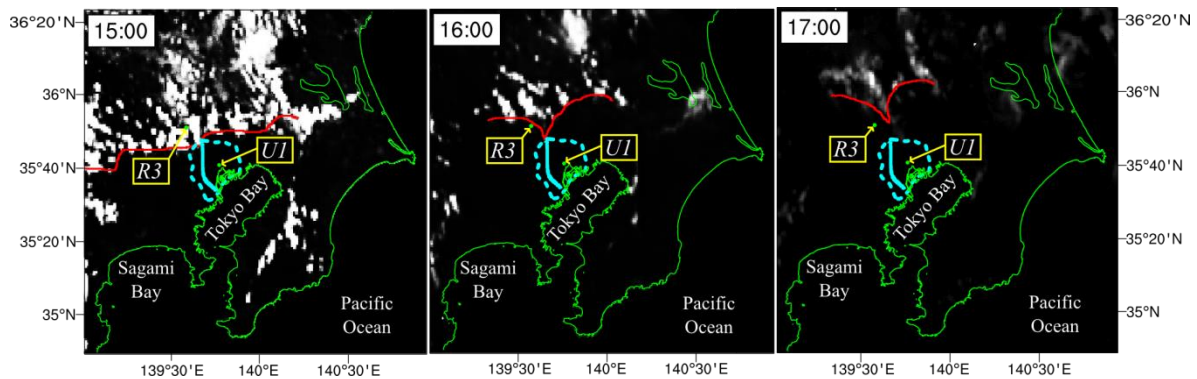 36°20'N
36°N
35°40'N
35°20'N
35°N
15:00
R3
U1
Tokyo Bay
Sagami
Bay
Pacific
Ocean
139°30'E
140°E
140°30'E
16:00
R3
U1
Tokyo Bay
Sagami
Bay
Pacific
Ocean
139°30'E
140°E
140°30'E
17:00
R3
U1
Tokyo Bay
Sagami
Bay
Pacific
Ocean
139°30'E
140°E
140°30'E
36°20'N
36°N
35°40'N
35°20'N
35°N